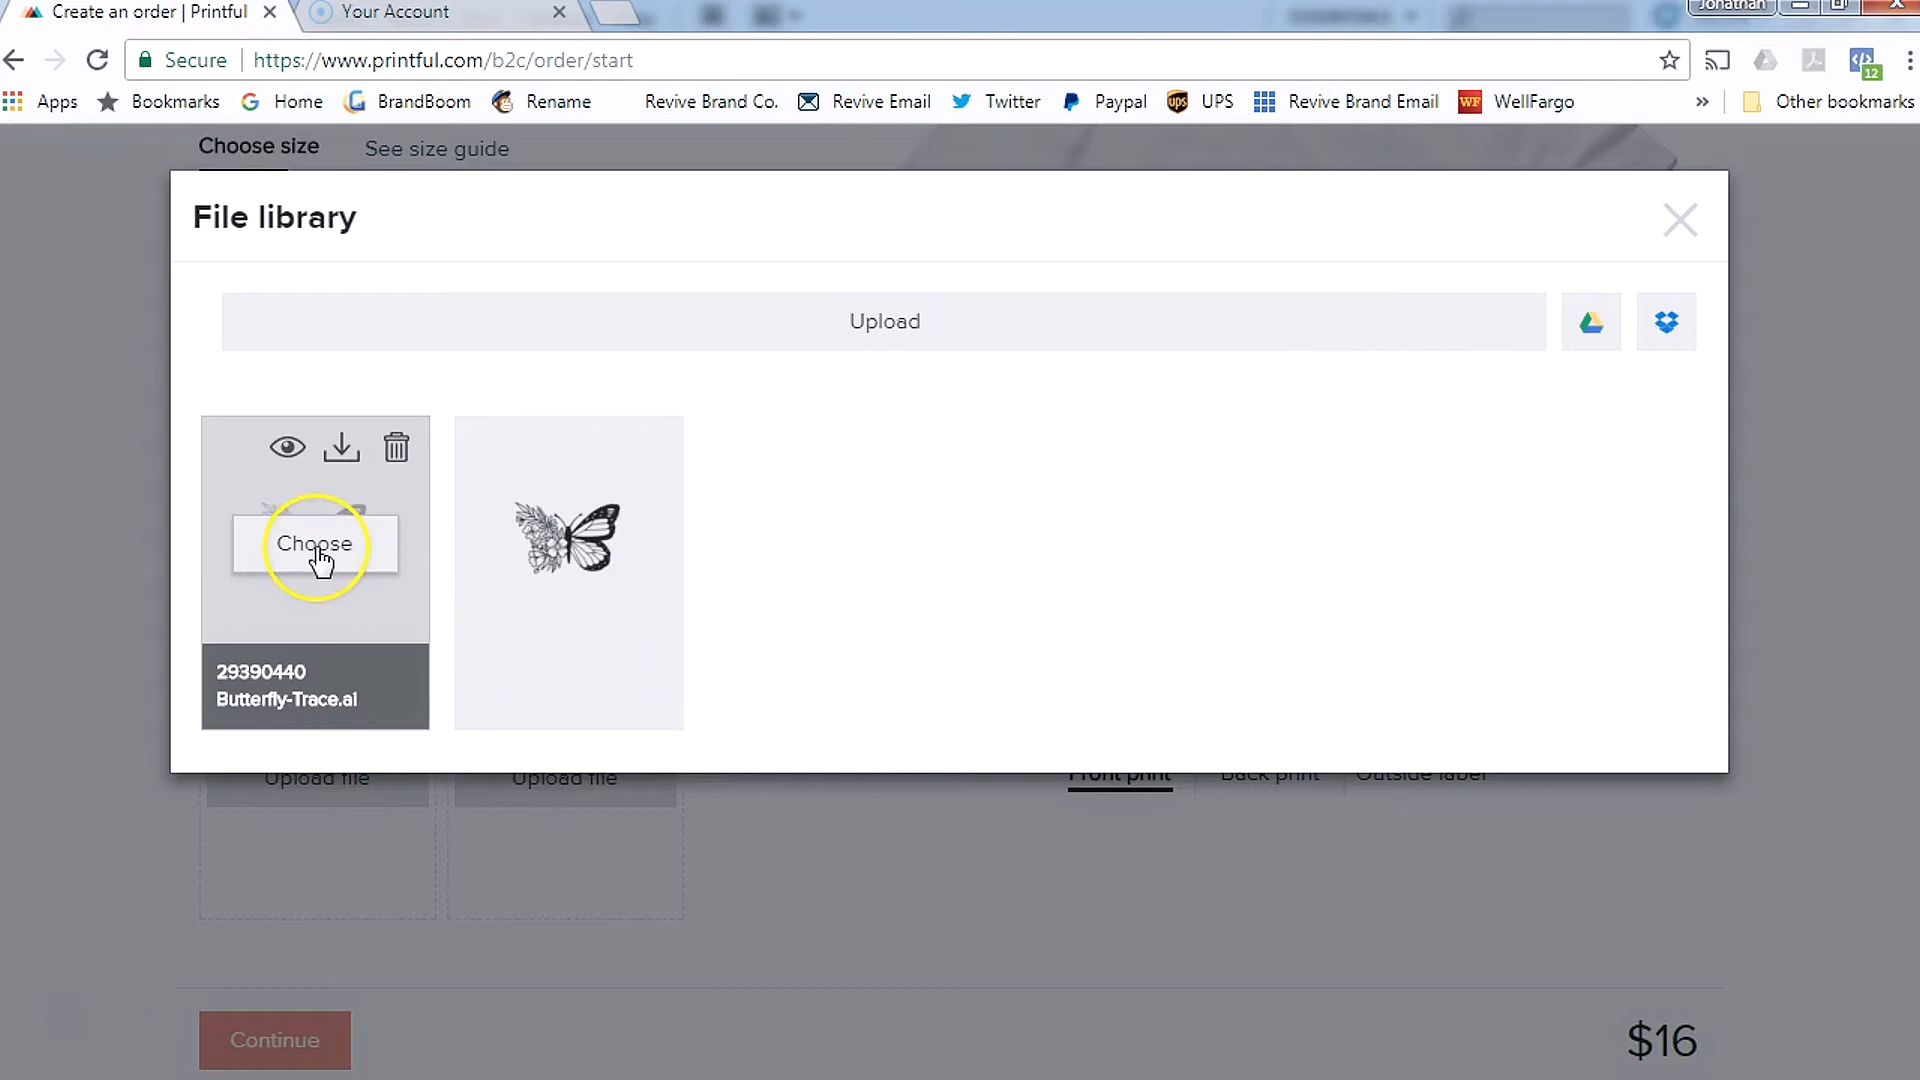 Create an order | Printful
Your Account
Jonathan
Secure
https://www.printful.com/b2c/order/start
12
Apps Bookmarks Home BrandBoom Rename Revive Brand Co. Revive Email Twitter Paypal UPS Revive Brand Email WellFargo » Other bookmarks
Choose size See size guide
File library
Upload
Choose
29390440
Butterfly-Trace.ai
Upload file Upload file
Front print Back print Outside label
Continue $16